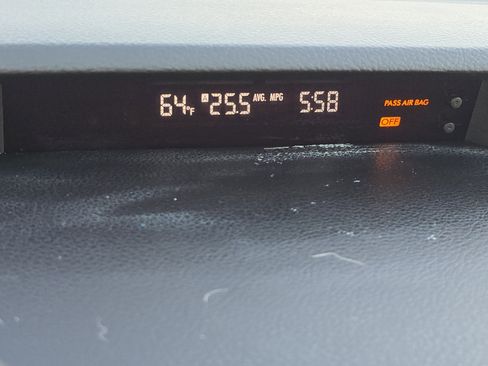 64°F A 25.5 AVG. MPG 5:58
PASS AIR BAG
OFF